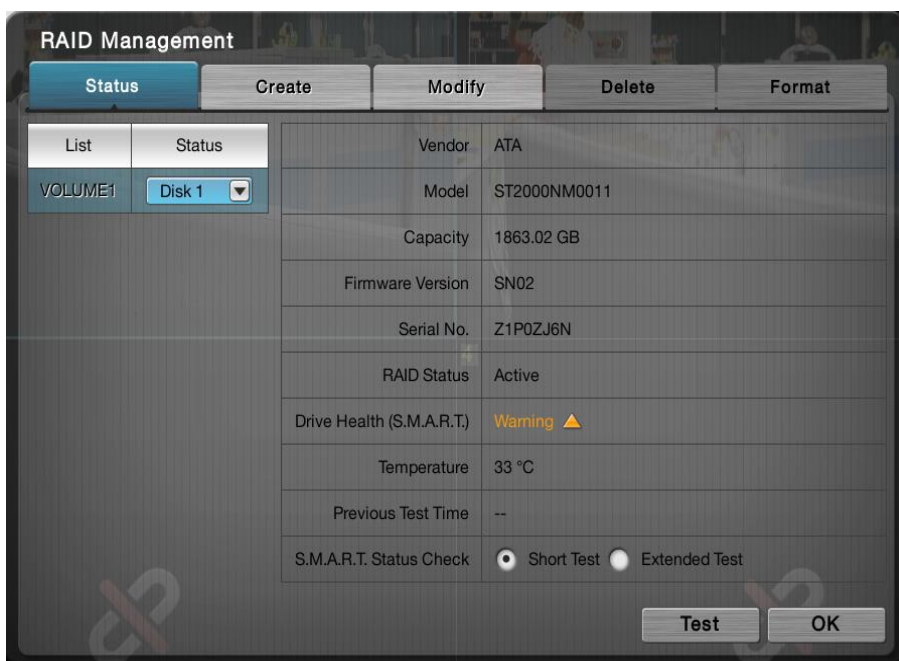 RAID Management
Status Create Modify Delete Format
List Status
VOLUME1 Disk 1
Vendor ATA
Model ST2000NM0011
Capacity 1863.02 GB
Firmware Version SN02
Serial No. Z1P0ZJ6N
4
RAID Status Active
Drive Health (S.M.A.R.T.) Warning
Temperature 33 °C
Previous Test Time --
S.M.A.R.T. Status Check Short Test Extended Test
Test OK